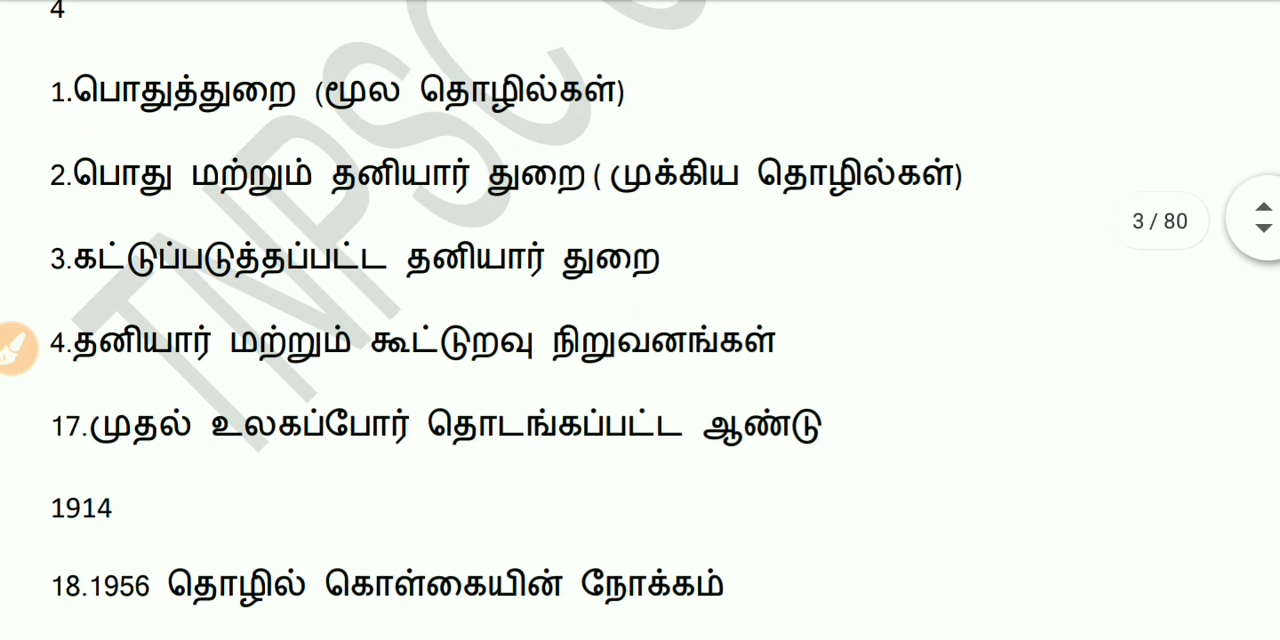 4
1.பொதுத்துறை (மூல தொழில்கள்)
2.பொது மற்றும் தனியார் துறை ( முக்கிய தொழில்கள்)
3 / 80
3.கட்டுப்படுத்தப்பட்ட தனியார் துறை
4.தனியார் மற்றும் கூட்டுறவு நிறுவனங்கள்
17.முதல் உலகப்போர் தொடங்கப்பட்ட ஆண்டு
1914
18.1956 தொழில் கொள்கையின் நோக்கம்
TNPSC